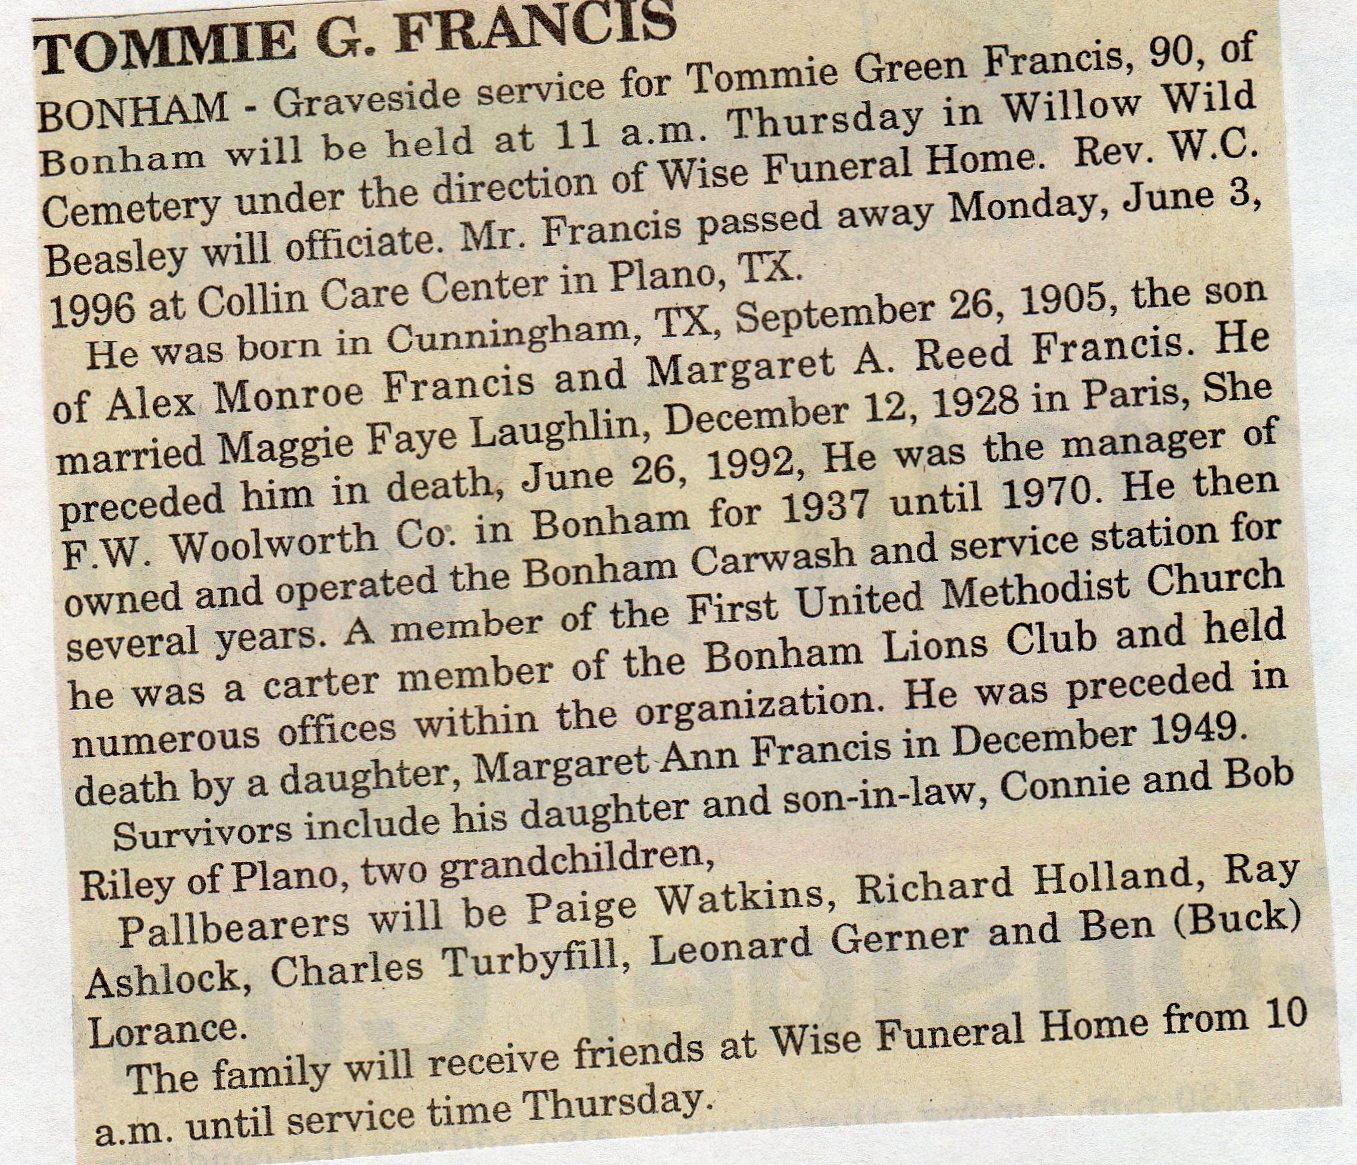 TOMMIE G. FRANCIS
BONHAM - Graveside service for Tommie Green Francis, 90, of
Bonham will be held at 11 a.m. Thursday in Willow Wild
Cemetery under the direction of Wise Funeral Home. Rev. W.C.
Beasley will officiate. Mr. Francis passed away Monday, June 3,
1996 at Collin Care Center in Plano, TX.
He was born in Cunningham, TX, September 26, 1905, the son
of Alex Monroe Francis and Margaret A. Reed Francis. He
married Maggie Faye Laughlin, December 12, 1928 in Paris, She
preceded him in death, June 26, 1992, He was the manager of
F.W. Woolworth Co. in Bonham for 1937 until 1970. He then
owned and operated the Bonham Carwash and service station for
several years. A member of the First United Methodist Church
he was a carter member of the Bonham Lions Club and held
numerous offices within the organization. He was preceded in
death by a daughter, Margaret Ann Francis in December 1949.
Survivors include his daughter and son-in-law, Connie and Bob
Riley of Plano, two grandchildren,
Pallbearers will be Paige Watkins, Richard Holland, Ray
Ashlock, Charles Turbyfill, Leonard Gerner and Ben (Buck)
Lorance.
The family will receive friends at Wise Funeral Home from 10
a.m. until service time Thursday.